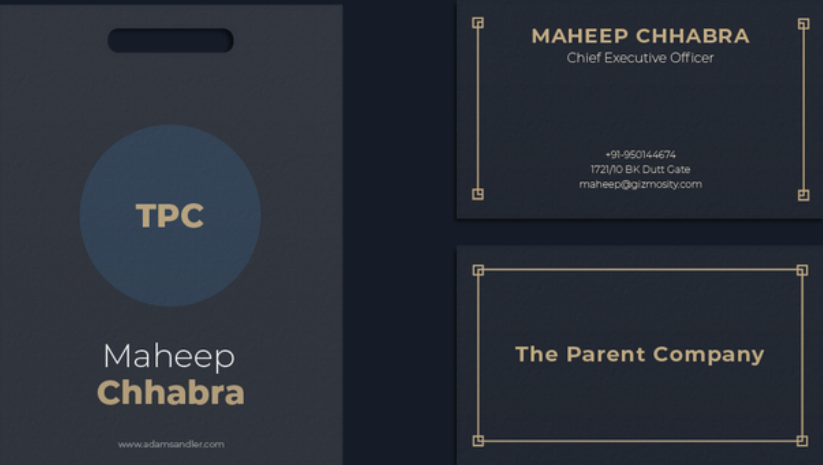 TPC
Maheep
Chhabra
www.adamsandler.com
MAHEEP CHHABRA
Chief Executive Officer
+91-950144674
1721/10 BK Dutt Gate
maheep@gizmosity.com
The Parent Company